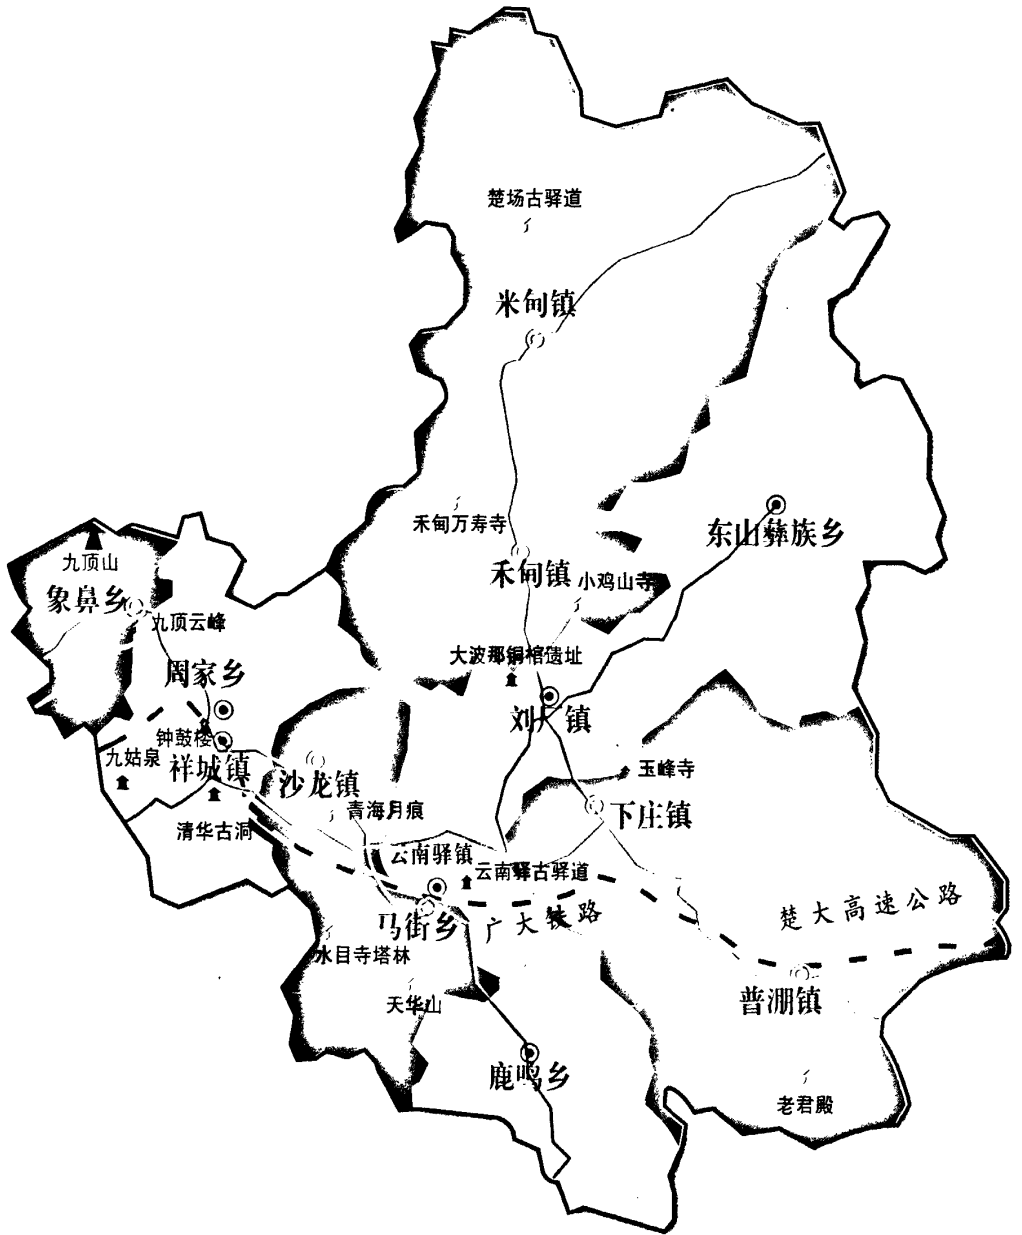 楚场古驿道
米甸镇
禾甸万寿寺
东山彝族乡
九顶山
禾甸镇
小鸡山寺
象鼻乡
九顶云峰
大波那铜棺遗址
周家乡
刘厂镇
钟鼓楼
九姑泉
祥城镇
沙龙镇
玉峰寺
青海月痕
下庄镇
清华古洞
云南驿镇
云南驿古驿道
楚大高速公路
马街乡
广大铁路
水目寺塔林
普淜镇
天华山
鹿鸣乡
老君殿